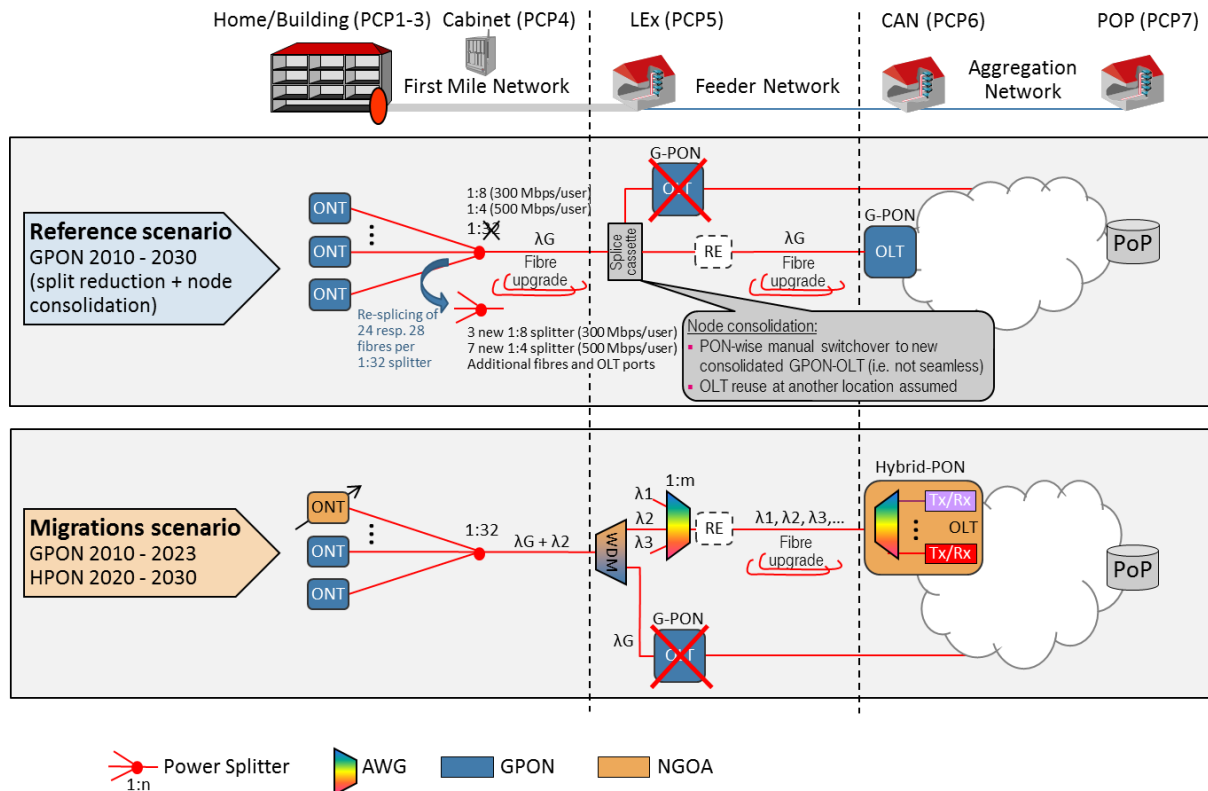 Home/Building (PCP1-3)
Cabinet (PCP4)
LEx (PCP5)
CAN (PCP6)
POP (PCP7)
First Mile Network
Feeder Network
Aggregation
Network
Reference scenario
GPON 2010 - 2030
(split reduction + node
consolidation)
ONT
ONT
ONT
1:8 (300 Mbps/user)
1:4 (500 Mbps/user)
1:32
λG
Fibre
upgrade
Re-splicing of
24 resp. 28
fibres per
1:32 splitter
3 new 1:8 splitter (300 Mbps/user)
7 new 1:4 splitter (500 Mbps/user)
Additional fibres and OLT ports
G-PON
OLT
Splice
cassette
RE
λG
Fibre
upgrade
G-PON
OLT
PoP
Node consolidation:
▪ PON-wise manual switchover to new
consolidated GPON-OLT (i.e. not seamless)
▪ OLT reuse at another location assumed
Migrations scenario
GPON 2010 - 2023
HPON 2020 - 2030
ONT
ONT
ONT
1:32
λG + λ2
WDM
λ1
λ2
λ3
1:m
RE
λ1, λ2, λ3,...
Fibre
upgrade
Hybrid-PON
Tx/Rx
OLT
Tx/Rx
PoP
λG
G-PON
OLT
1:n
Power Splitter
AWG
GPON
NGOA